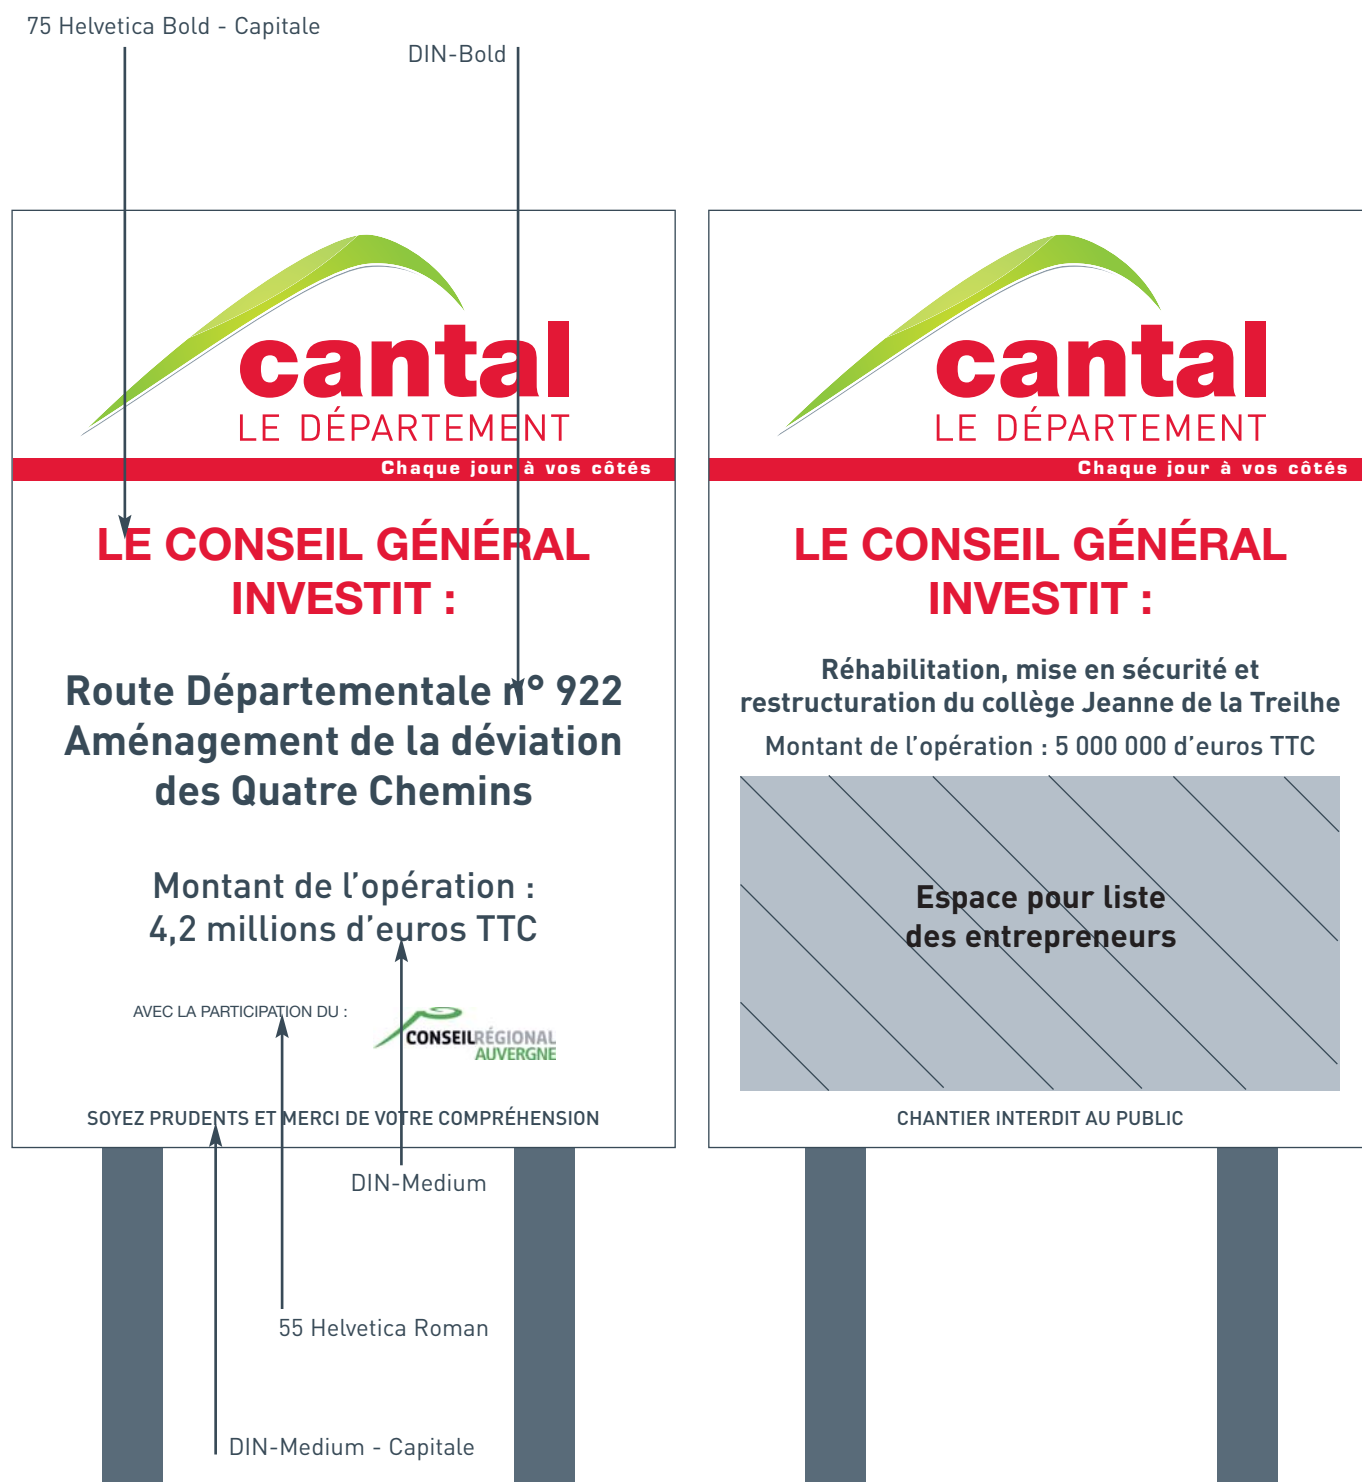 75 Helvetica Bold - Capitale
DIN-Bold
cantal
LE DÉPARTEMENT
Chaque jour à vos côtés
LE CONSEIL GÉNÉRAL
INVESTIT :
Route Départementale n° 922
Aménagement de la déviation
des Quatre Chemins
Montant de l’opération :
4,2 millions d’euros TTC
AVEC LA PARTICIPATION DU :
CONSEILRÉGIONAL
AUVERGNE
SOYEZ PRUDENTS ET MERCI DE VOTRE COMPRÉHENSION
DIN-Medium
55 Helvetica Roman
DIN-Medium - Capitale
cantal
LE DÉPARTEMENT
Chaque jour à vos côtés
LE CONSEIL GÉNÉRAL
INVESTIT :
Réhabilitation, mise en sécurité et
restructuration du collège Jeanne de la Treilhe
Montant de l’opération : 5 000 000 d’euros TTC
Espace pour liste
des entrepreneurs
CHANTIER INTERDIT AU PUBLIC